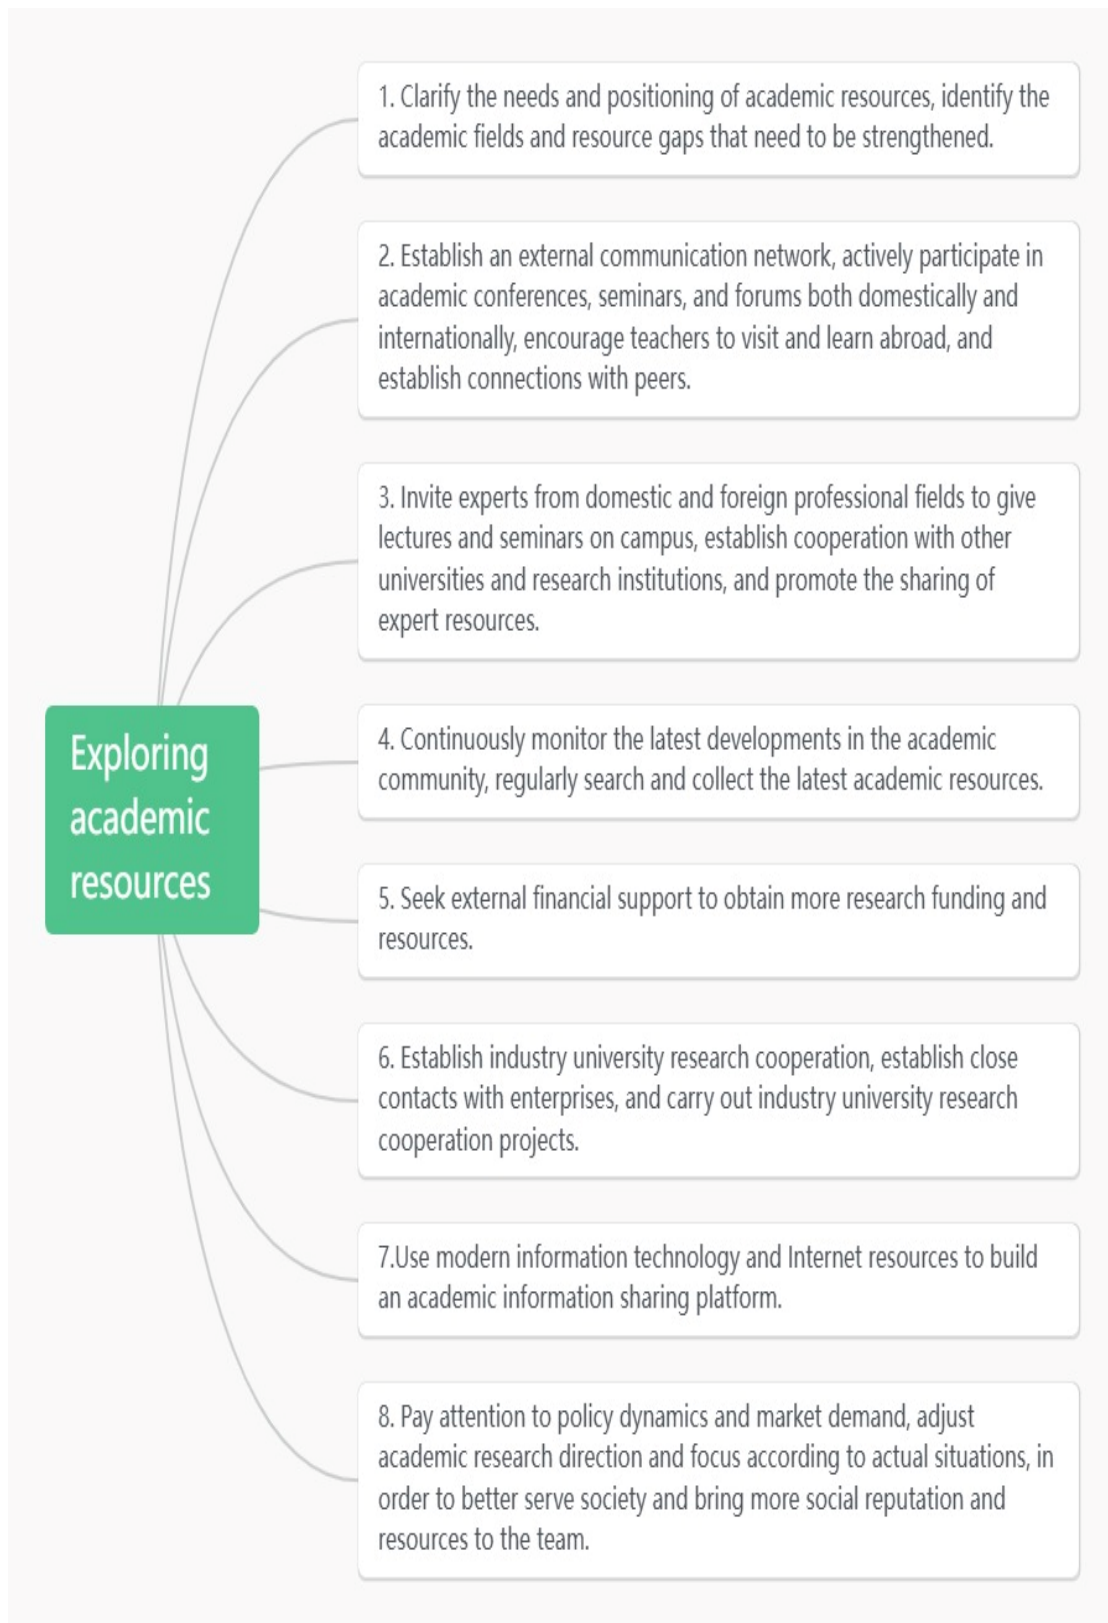 Exploring
academic
resources
1. Clarify the needs and positioning of academic resources, identify the
academic fields and resource gaps that need to be strengthened.
2. Establish an external communication network, actively participate in
academic conferences, seminars, and forums both domestically and
internationally, encourage teachers to visit and learn abroad, and
establish connections with peers.
3. Invite experts from domestic and foreign professional fields to give
lectures and seminars on campus, establish cooperation with other
universities and research institutions, and promote the sharing of
expert resources.
4. Continuously monitor the latest developments in the academic
community, regularly search and collect the latest academic resources.
5. Seek external financial support to obtain more research funding and
resources.
6. Establish industry university research cooperation, establish close
contacts with enterprises, and carry out industry university research
cooperation projects.
7.Use modern information technology and Internet resources to build
an academic information sharing platform.
8. Pay attention to policy dynamics and market demand, adjust
academic research direction and focus according to actual situations, in
order to better serve society and bring more social reputation and
resources to the team.